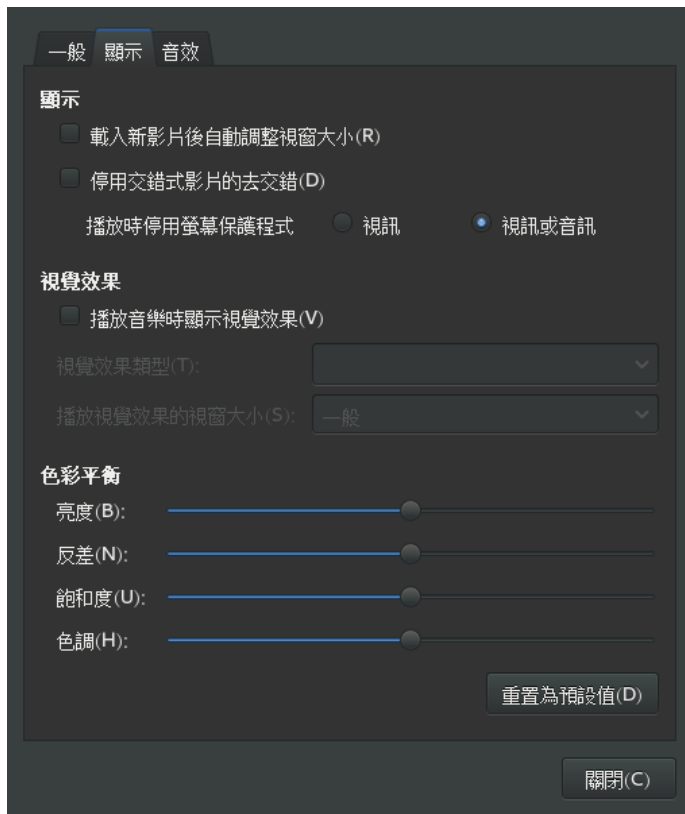 一般 顯示 音效
顯示
載入新影片後自動調整視窗大小(R)
停用交錯式影片的去交錯(D)
播放時停用螢幕保護程式 視訊 視訊或音訊
視覺效果
播放音樂時顯示視覺效果(V)
視覺效果類型(T):
播放視覺效果的視窗大小(S): 一般
色彩平衡
亮度(B):
反差(N):
飽和度(U):
色調(H):
重置為預設值(D)
關閉(C)